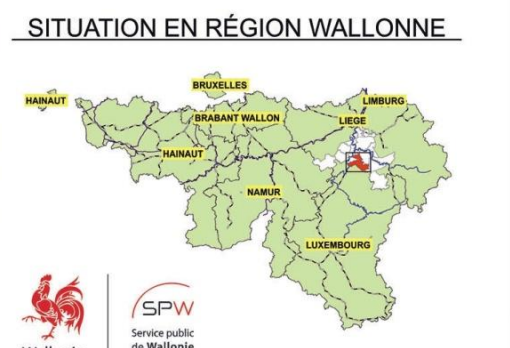 SITUATION EN RÉGION WALLONNE
BRUXELLES
HAINAUT
LIMBURG
BRABANT WALLON
LIEGE
HAINAUT
NAMUR
LUXEMBOURG
SPW
Service public
de Wallonie